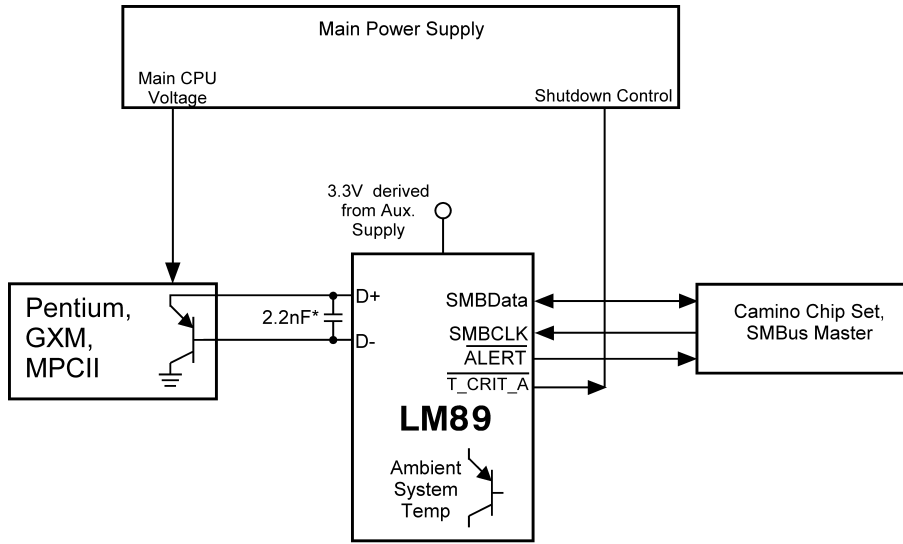 Main Power Supply
Main CPU
Voltage
Shutdown Control
3.3V derived
from Aux.
Supply
Pentium,
GXM,
MPCII
2.2nF*
D+
D-
SMBData
SMBCLK
ALERT
T_CRIT_A
LM89
Ambient
System
Temp
Camino Chip Set,
SMBus Master